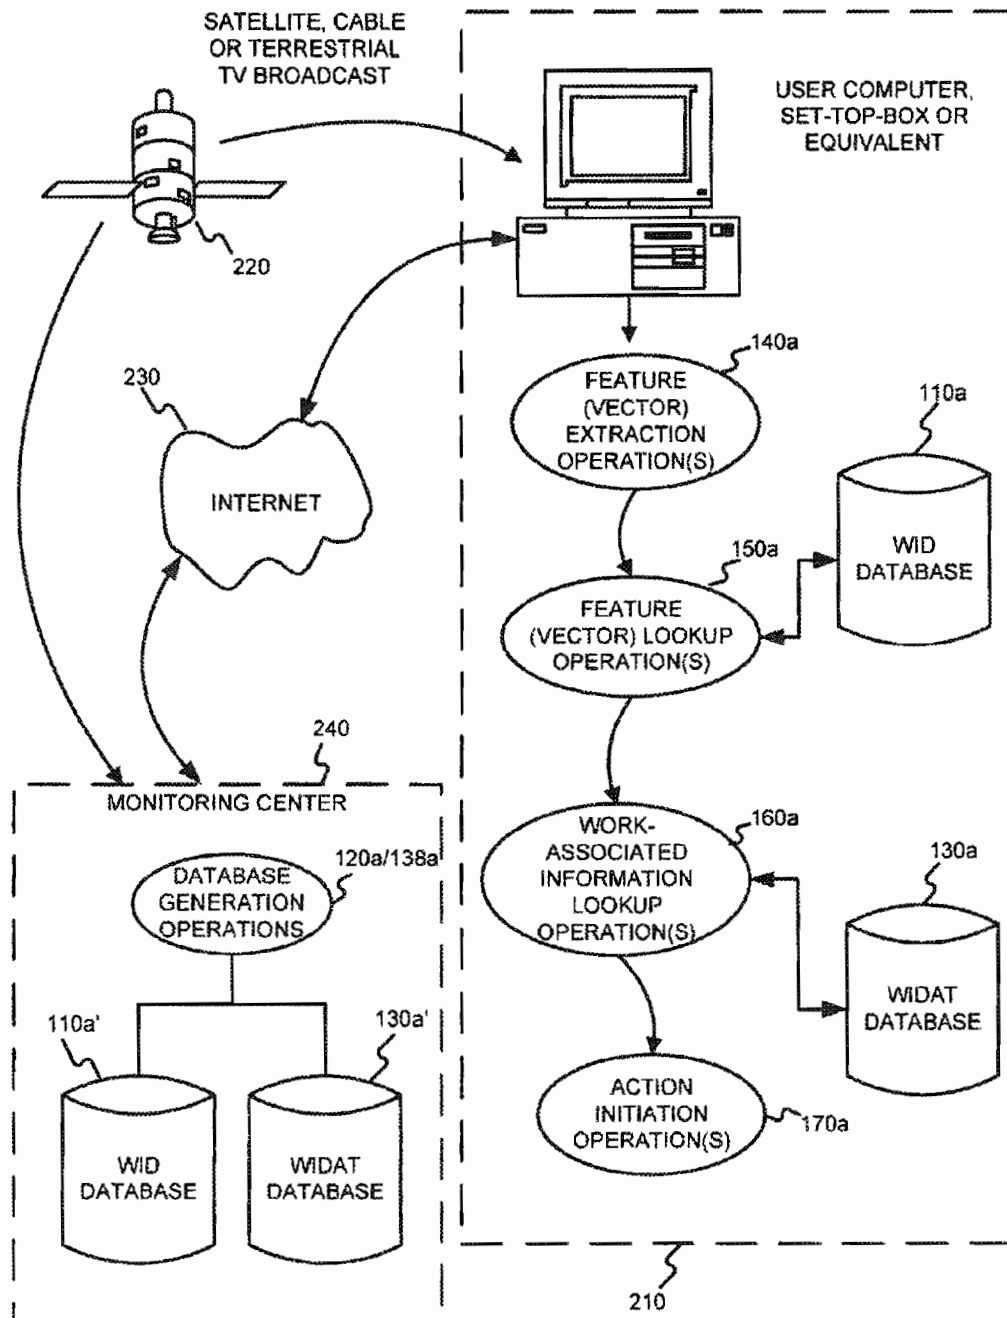 SATELLITE, CABLE
OR TERRESTRIAL
TV BROADCAST
USER COMPUTER,
SET-TOP-BOX OR
EQUIVALENT
220
230
INTERNET
140a
FEATURE
(VECTOR)
EXTRACTION
OPERATION(S)
110a
WID
DATABASE
150a
FEATURE
(VECTOR) LOOKUP
OPERATION(S)
240
MONITORING CENTER
160a
WORK-
ASSOCIATED
INFORMATION
LOOKUP
OPERATION(S)
130a
WIDAT
DATABASE
120a/138a
DATABASE
GENERATION
OPERATIONS
110a'
WID
DATABASE
130a'
WIDAT
DATABASE
ACTION
INITIATION
OPERATION(S)
170a
210